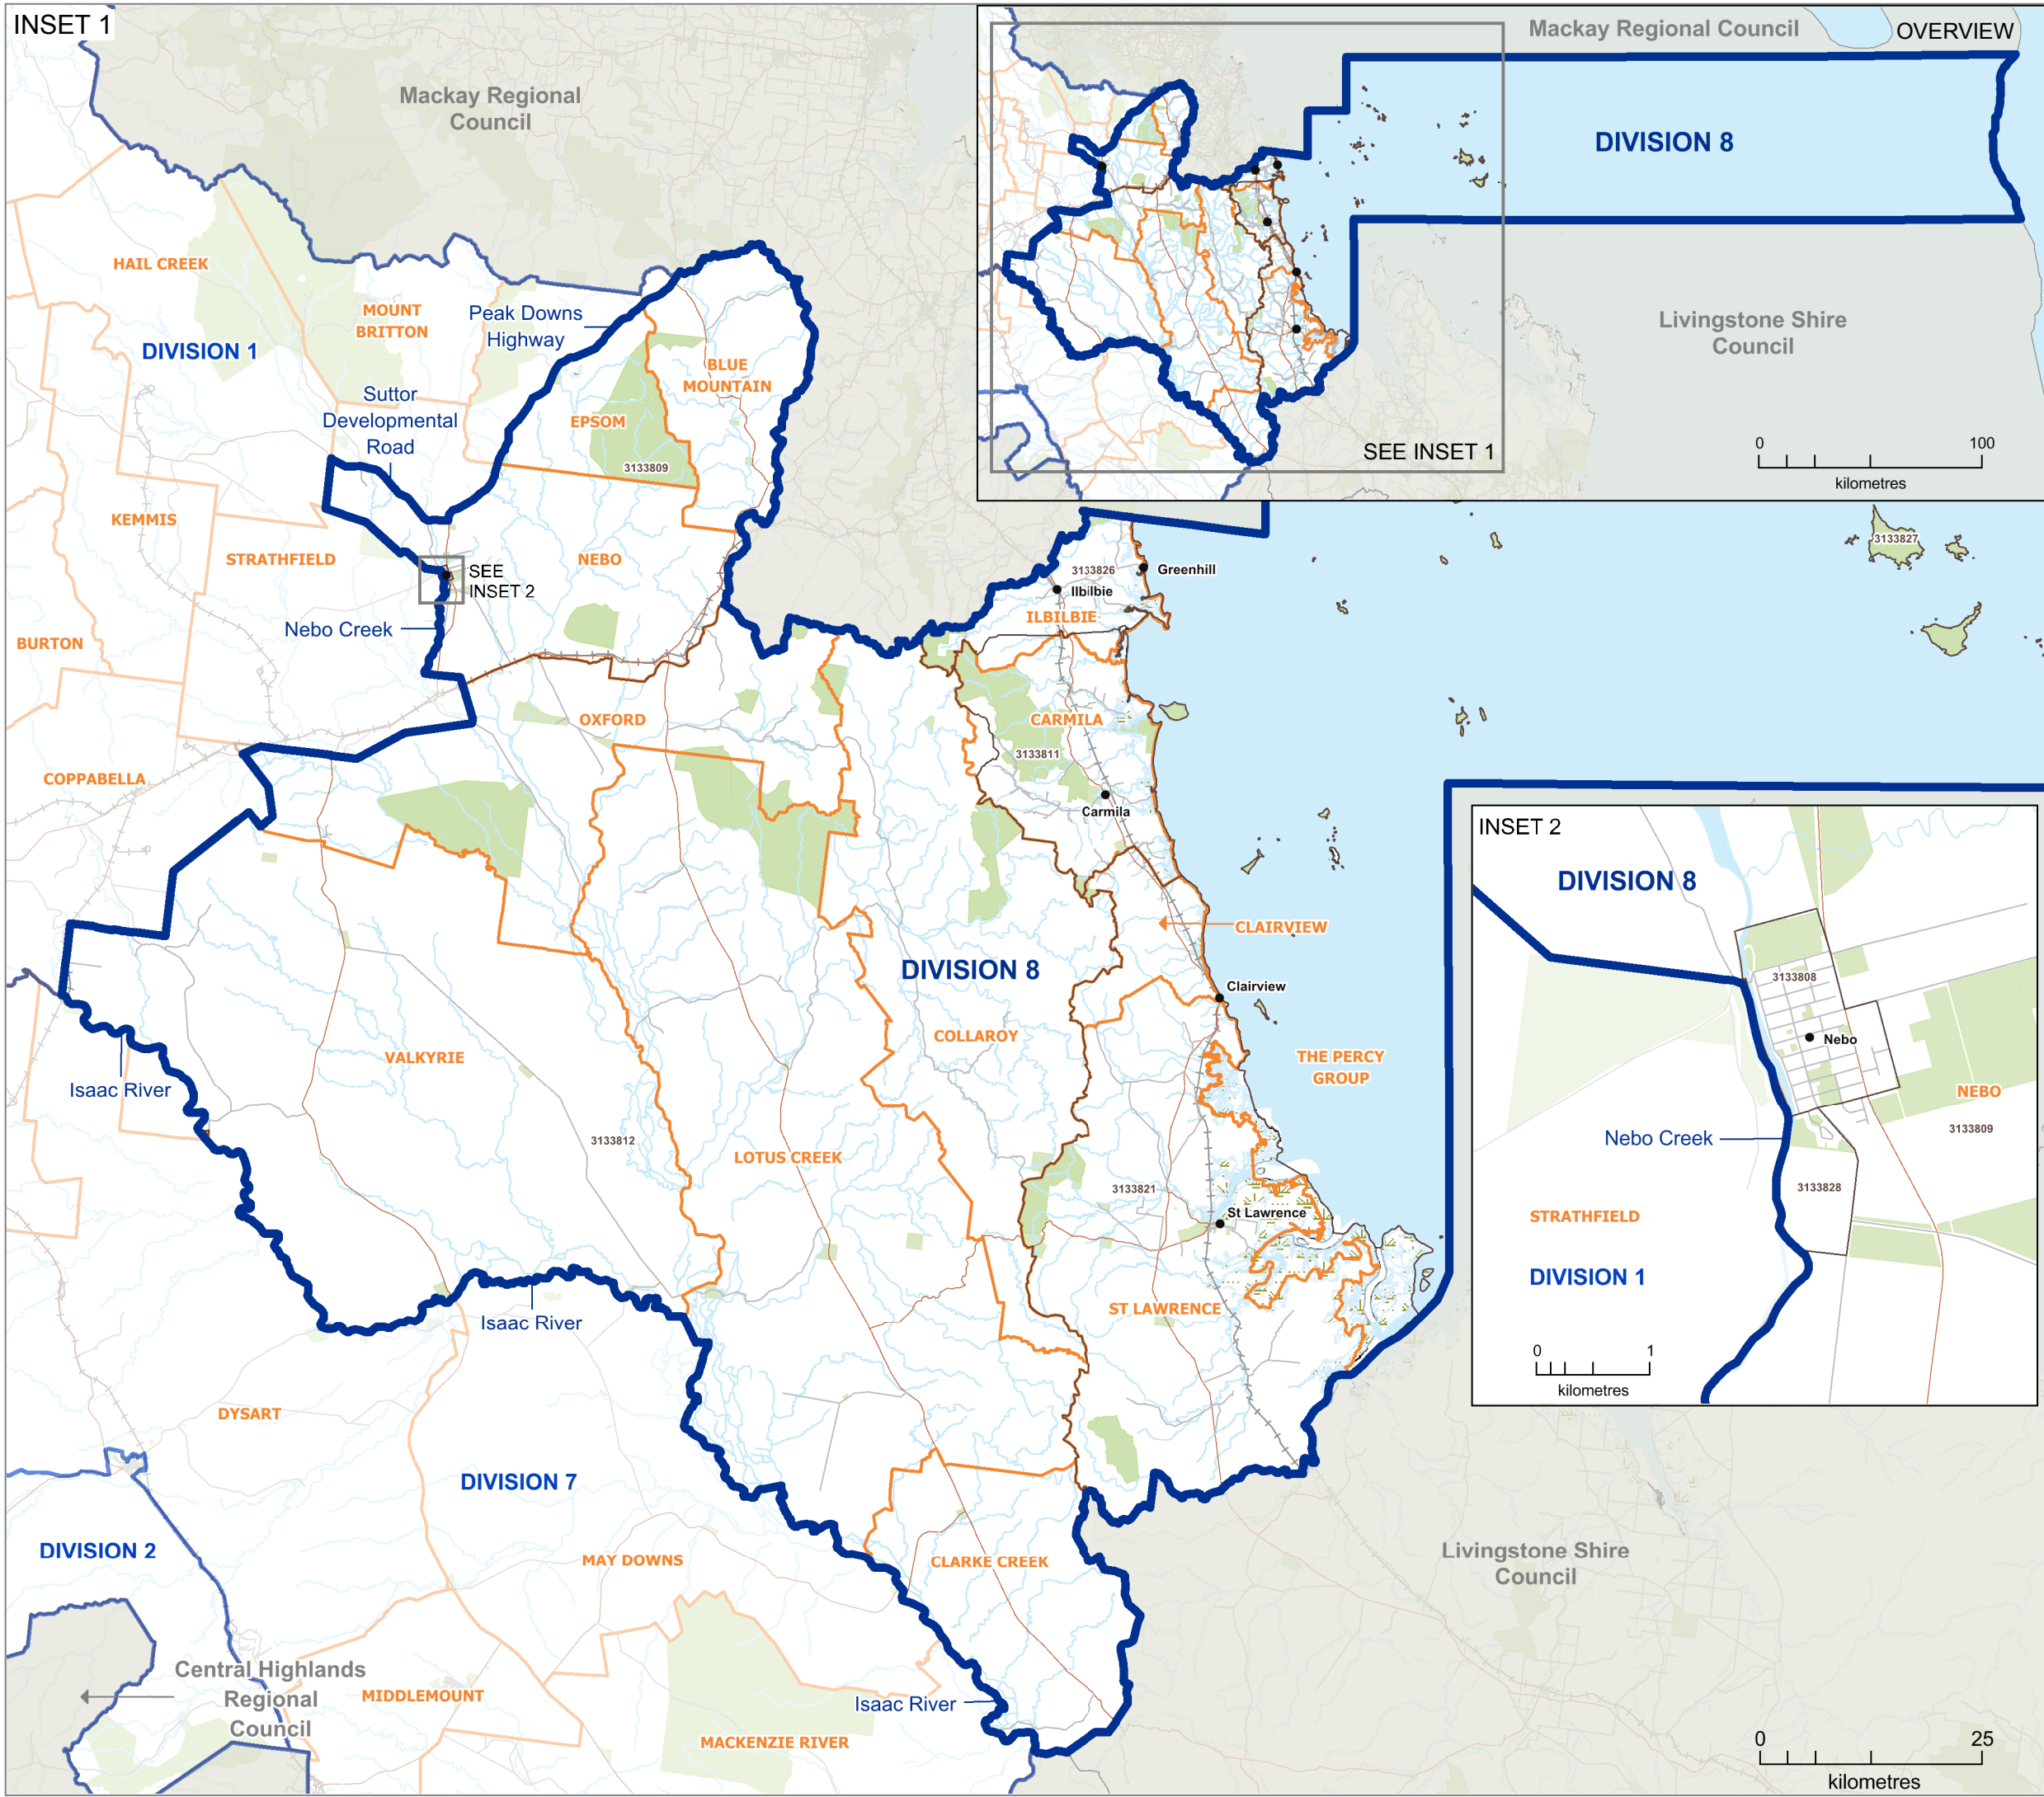 INSET 1
Mackay Regional
Council
Mackay Regional Council
OVERVIEW
DIVISION 8
Livingstone Shire
Council
0
100
kilometres
SEE INSET 1
HAIL CREEK
MOUNT
BRITTON
Peak Downs
Highway
DIVISION 1
BLUE
MOUNTAIN
Suttor
Developmental
Road
EPSOM
3133809
KEMMIS
STRATHFIELD
NEBO
SEE
INSET 2
Nebo Creek
BURTON
3133826
Greenhill
Ilbilbie
ILBILBIE
3133827
OXFORD
CARMILA
3133811
Carmila
COPPABELLA
CLAIRVIEW
DIVISION 8
Clairview
COLLAROY
THE PERCY
GROUP
VALKYRIE
Isaac River
3133812
LOTUS CREEK
3133821
St Lawrence
ST LAWRENCE
Isaac River
INSET 2
DIVISION 8
3133808
Nebo
NEBO
3133809
Nebo Creek
3133828
STRATHFIELD
DIVISION 1
0
1
kilometres
DYSART
DIVISION 7
DIVISION 2
MAY DOWNS
CLARKE CREEK
Livingstone Shire
Council
Central Highlands
Regional
Council
MIDDLEMOUNT
Isaac River
MACKENZIE RIVER
0
25
kilometres